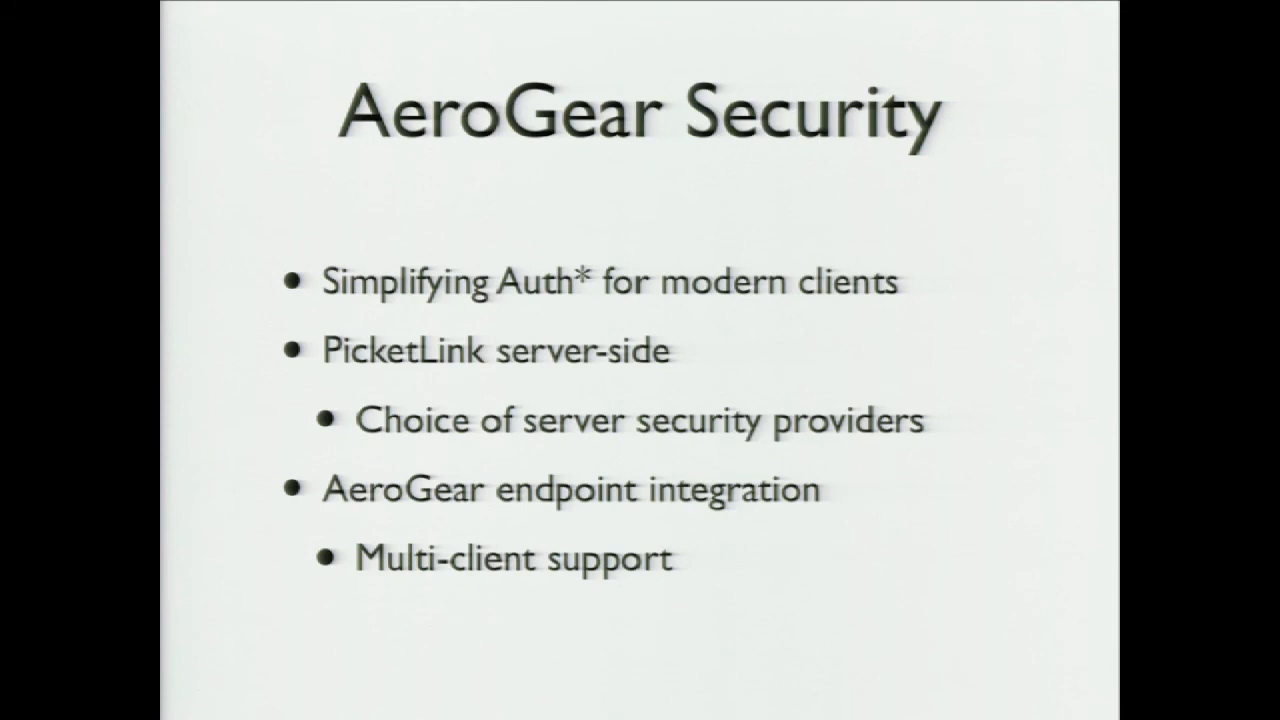 AeroGear Security
• Simplifying Auth* for modern clients
• PicketLink server-side
• Choice of server security providers
• AeroGear endpoint integration
• Multi-client support